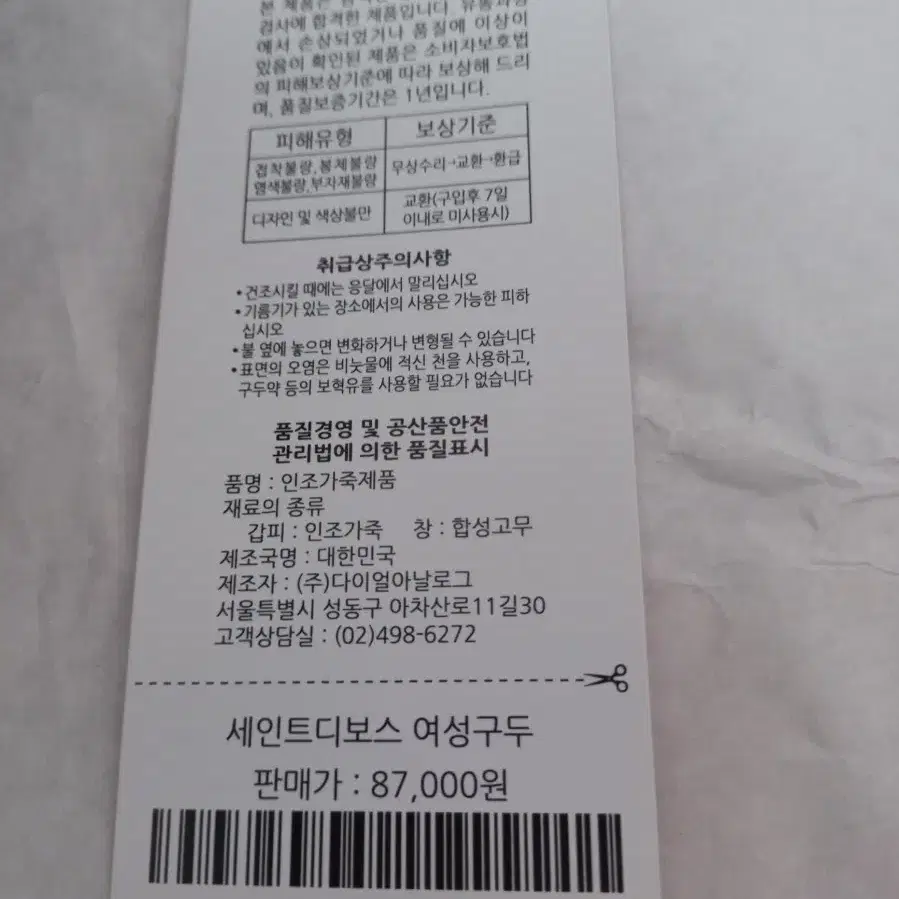 본 제품은
검사에 합격한 제품입니다. 유통과정
에서 손상되었거나 품질에 이상이
있음이 확인된 제품은 소비자보호법
의 피해보상기준에 따라 보상해 드리
며, 품질보증기간은 1년입니다.
피해유형 보상기준
접착불량,봉제불량
염색불량,부자재불량 무상수리→교환→환급
디자인 및 색상불만 교환(구입후 7일
이내로 미사용시)
취급상주의사항
•건조시킬 때에는 응달에서 말리십시오
•기름기가 있는 장소에서의 사용은 가능한 피하
십시오
•불 옆에 놓으면 변화하거나 변형될 수 있습니다
•표면의 오염은 비눗물에 적신 천을 사용하고,
구두약 등의 보혁유를 사용할 필요가 없습니다
품질경영 및 공산품안전
관리법에 의한 품질표시
품명 : 인조가죽제품
재료의 종류
갑피 : 인조가죽 창 : 합성고무
제조국명 : 대한민국
제조자 : (주)다이얼아날로그
서울특별시 성동구 아차산로11길30
고객상담실 : (02)498-6272
세인트디보스 여성구두
판매가 : 87,000원